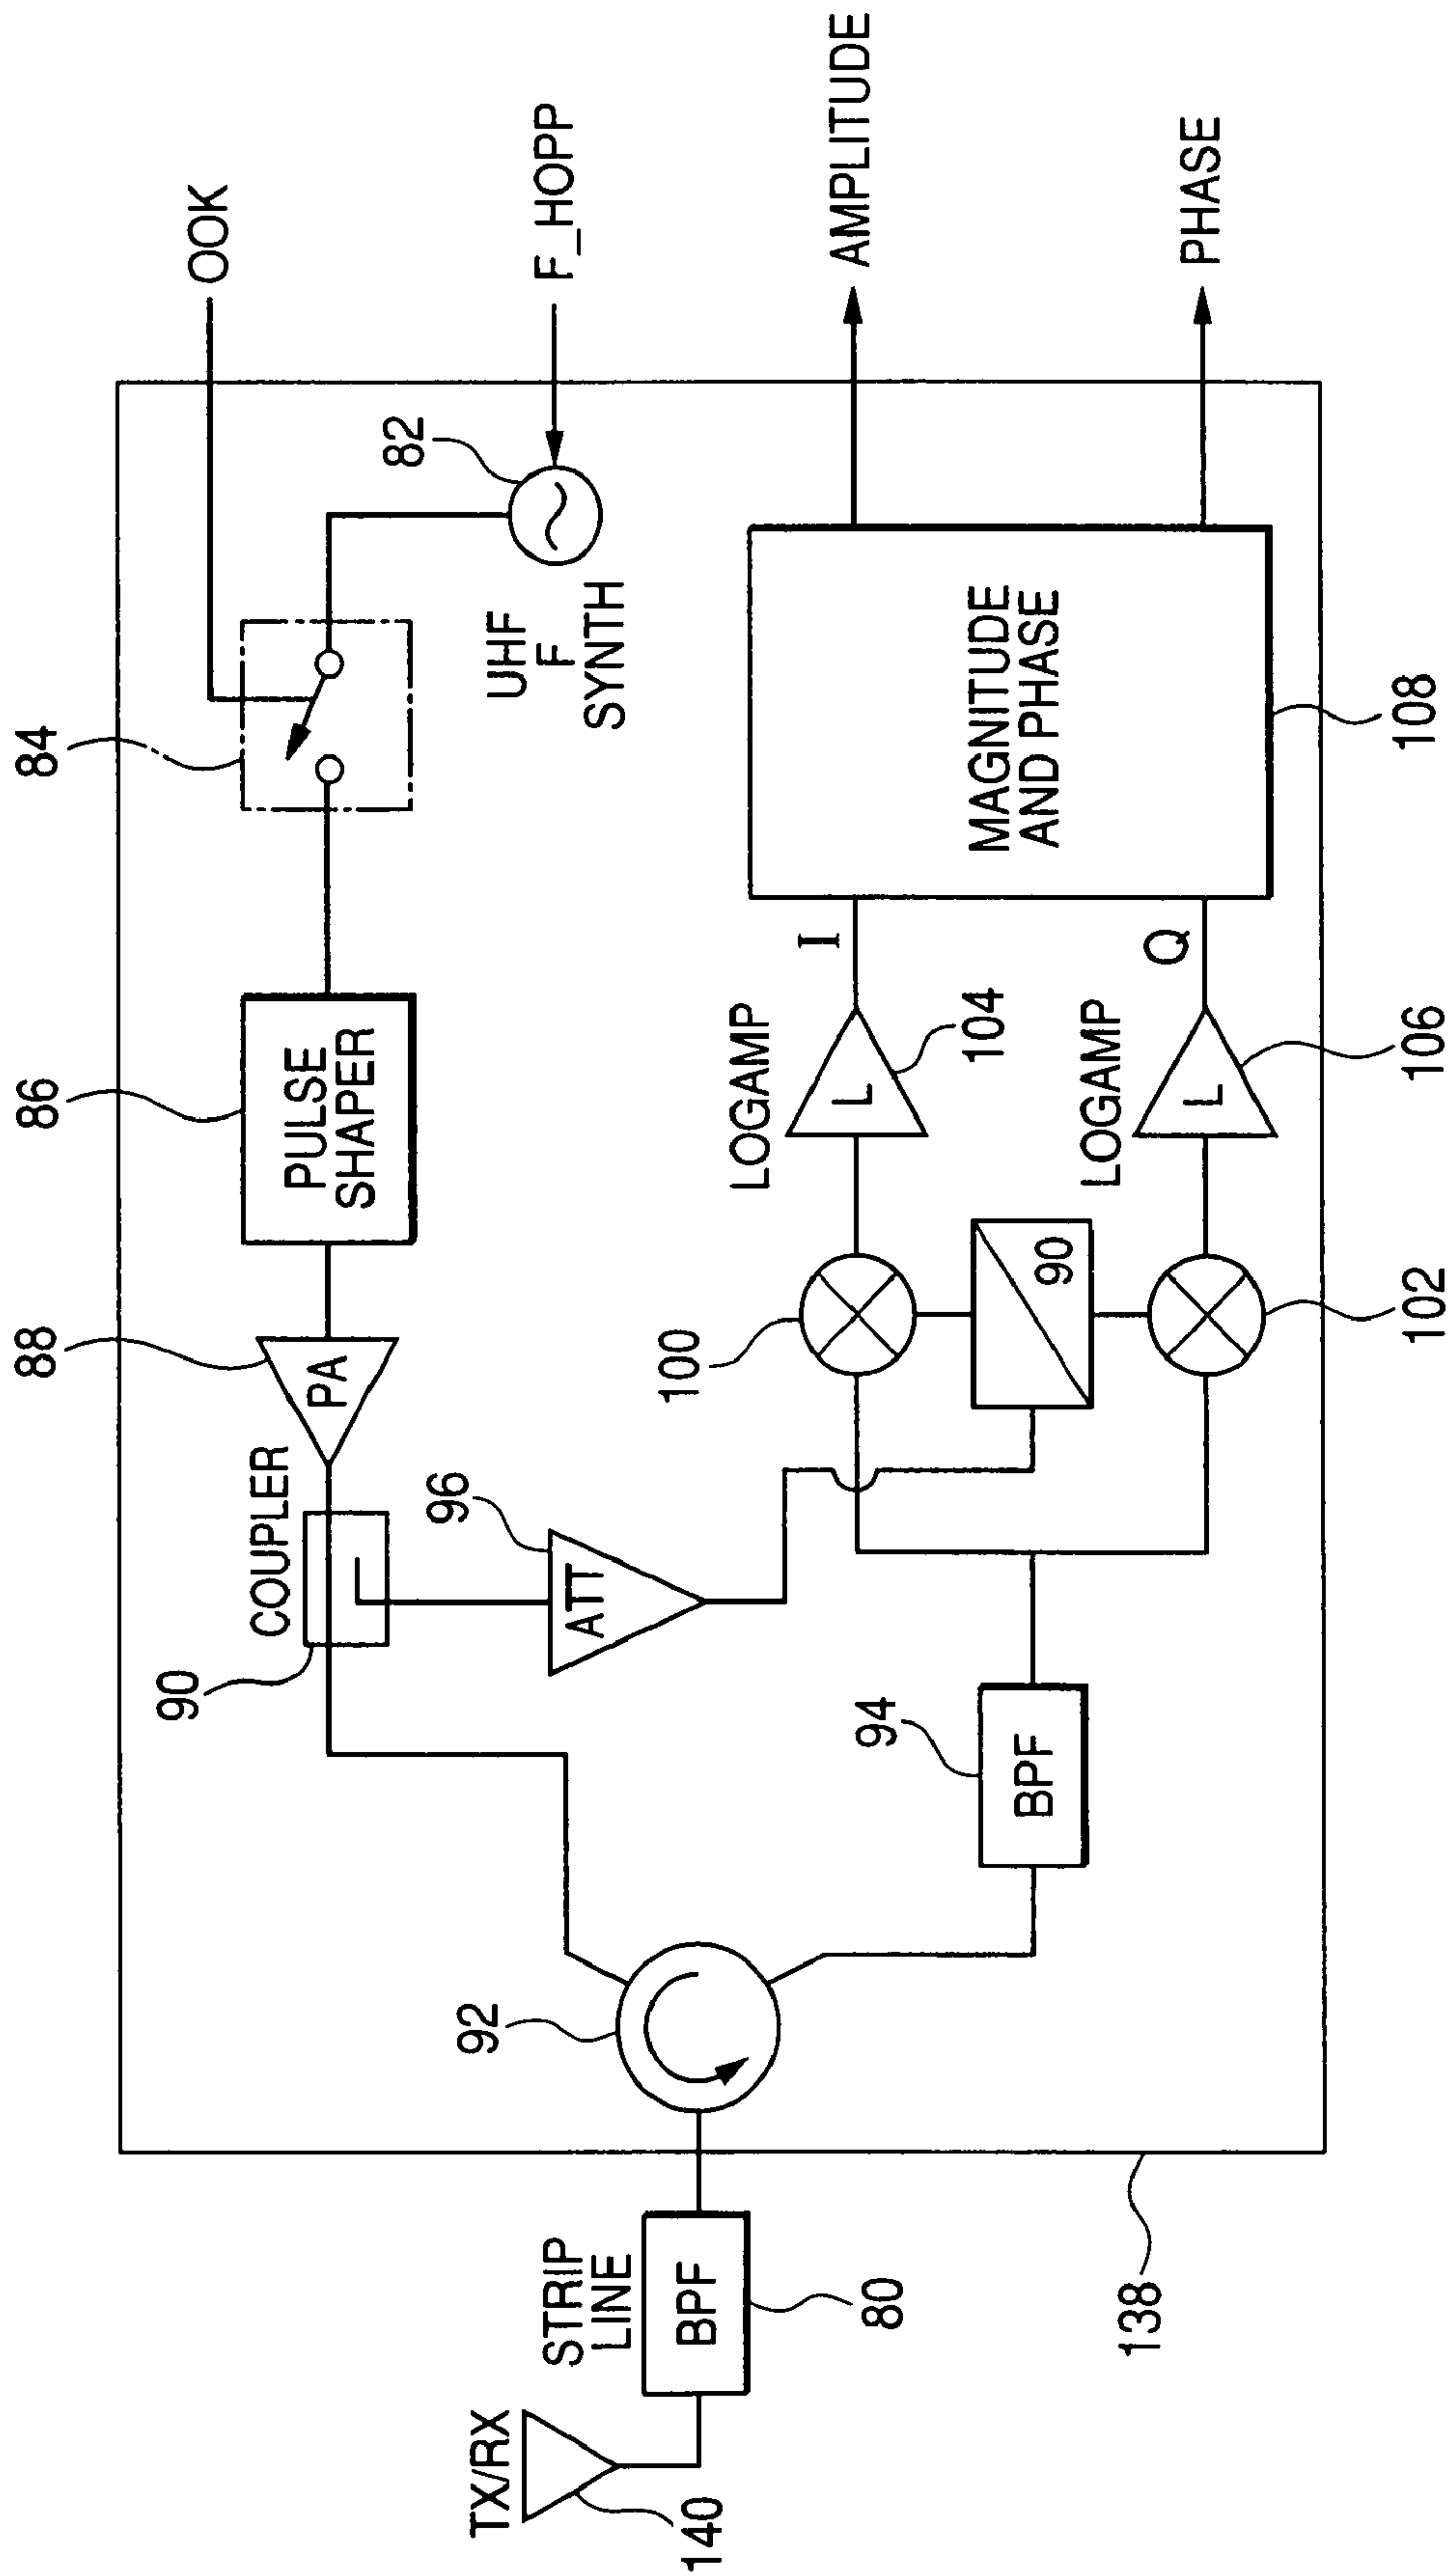 OOK
F_HOPP
AMPLITUDE
PHASE
84
82
UHF
F
SYNTH
86
PULSE
SHAPER
88
PA
COUPLER
90
96
ATT
92
94
BPF
100
90
102
LOGAMP
L
104
I
LOGAMP
L
106
Q
MAGNITUDE
AND PHASE
108
STRIP
LINE
BPF
80
TX/RX
140
138